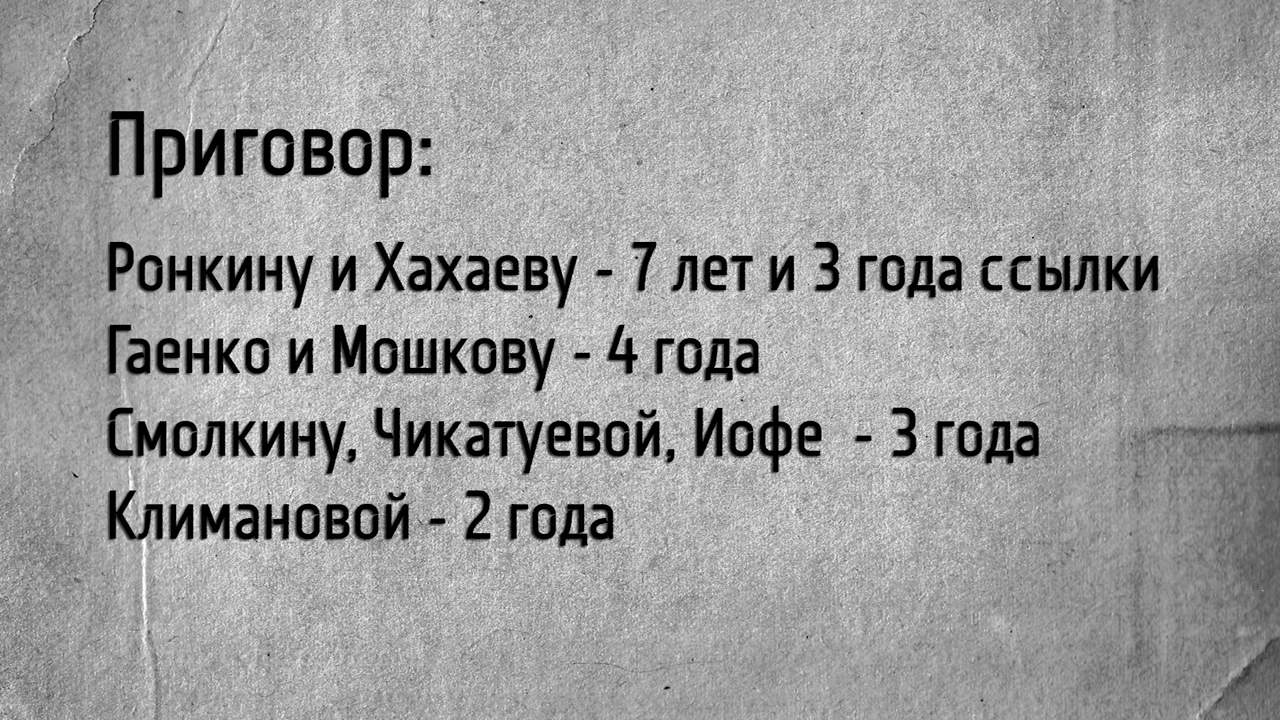 Приговор:
Ронкину и Хахаеву - 7 лет и 3 года ссылки
Гаенко и Мошкову - 4 года
Смолкину, Чикатуевой, Иофе - 3 года
Климановой - 2 года